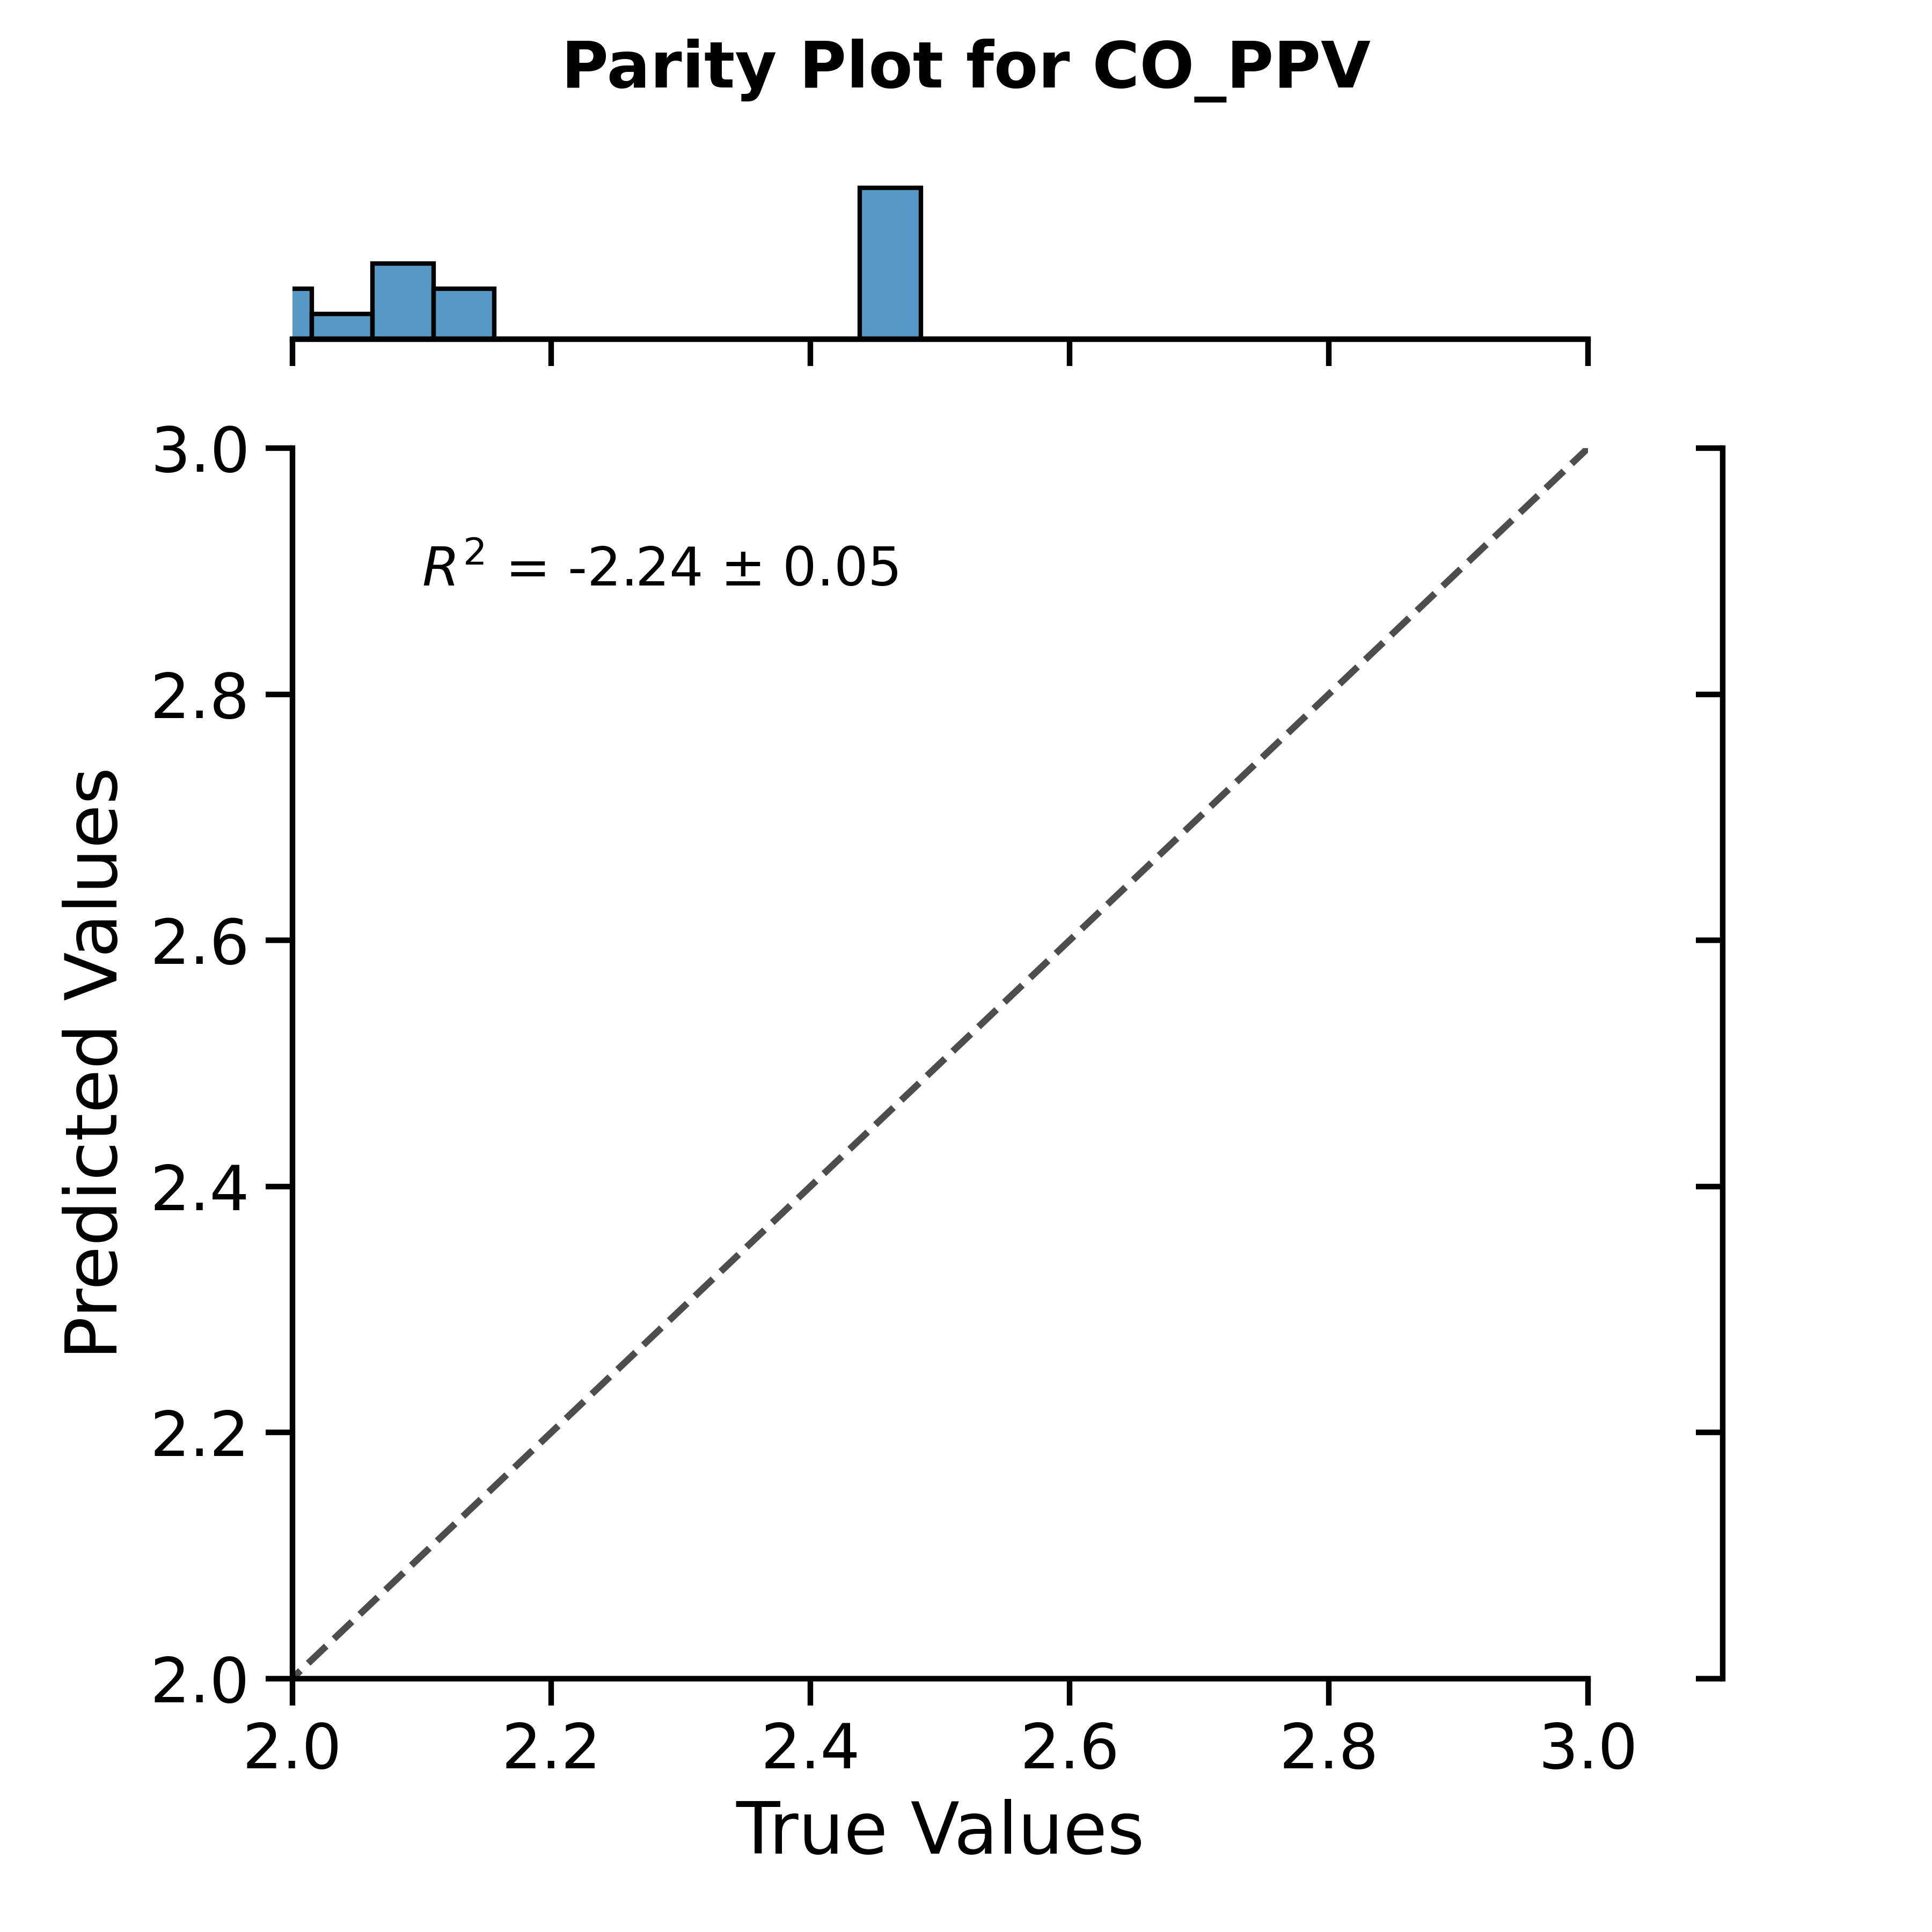 Parity Plot for CO_PPV
R² = -2.24 ± 0.05
3.0
2.8
2.6
2.4
2.2
2.0
Predicted Values
2.0 2.2 2.4 2.6 2.8 3.0
True Values